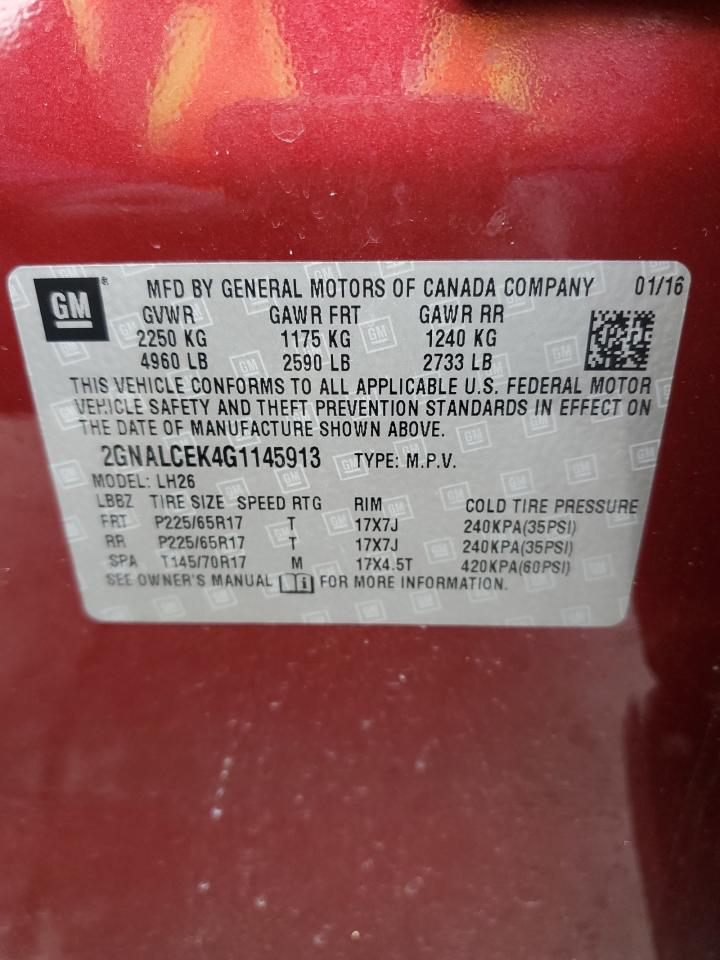 GM® MFD BY GENERAL MOTORS OF CANADA COMPANY 01/16
GVWR GAWR FRT GAWR RR
2250 KG 1175 KG 1240 KG
4960 LB 2590 LB 2733 LB
THIS VEHICLE CONFORMS TO ALL APPLICABLE U.S. FEDERAL MOTOR
VEHICLE SAFETY AND THEFT PREVENTION STANDARDS IN EFFECT ON
THE DATE OF MANUFACTURE SHOWN ABOVE.
2GNALCEK4G1145913 TYPE: M.P.V.
MODEL: LH26
LBBZ TIRE SIZE SPEED RTG RIM COLD TIRE PRESSURE
FRT P225/65R17 T 17X7J 240KPA(35PSI)
RR P225/65R17 T 17X7J 240KPA(35PSI)
SPA T145/70R17 M 17X4.5T 420KPA(60PSI)
SEE OWNER'S MANUAL i FOR MORE INFORMATION.